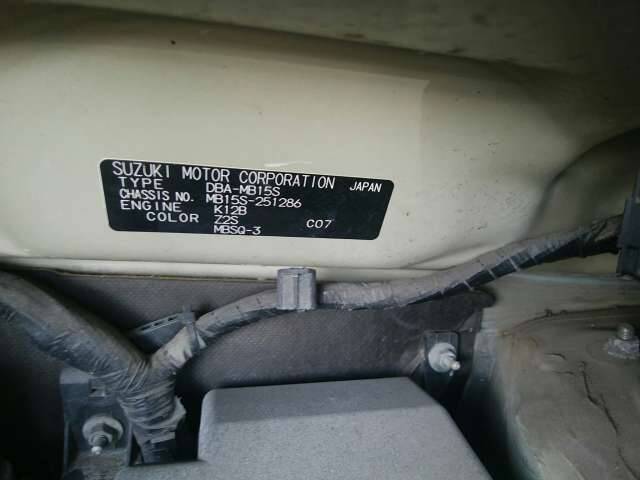 SUZUKI MOTOR CORPORATION JAPAN
TYPE DBA-MB15S
CHASSIS NO. MB15S-251286
ENGINE K12B
COLOR Z2S C07
MBSQ-3